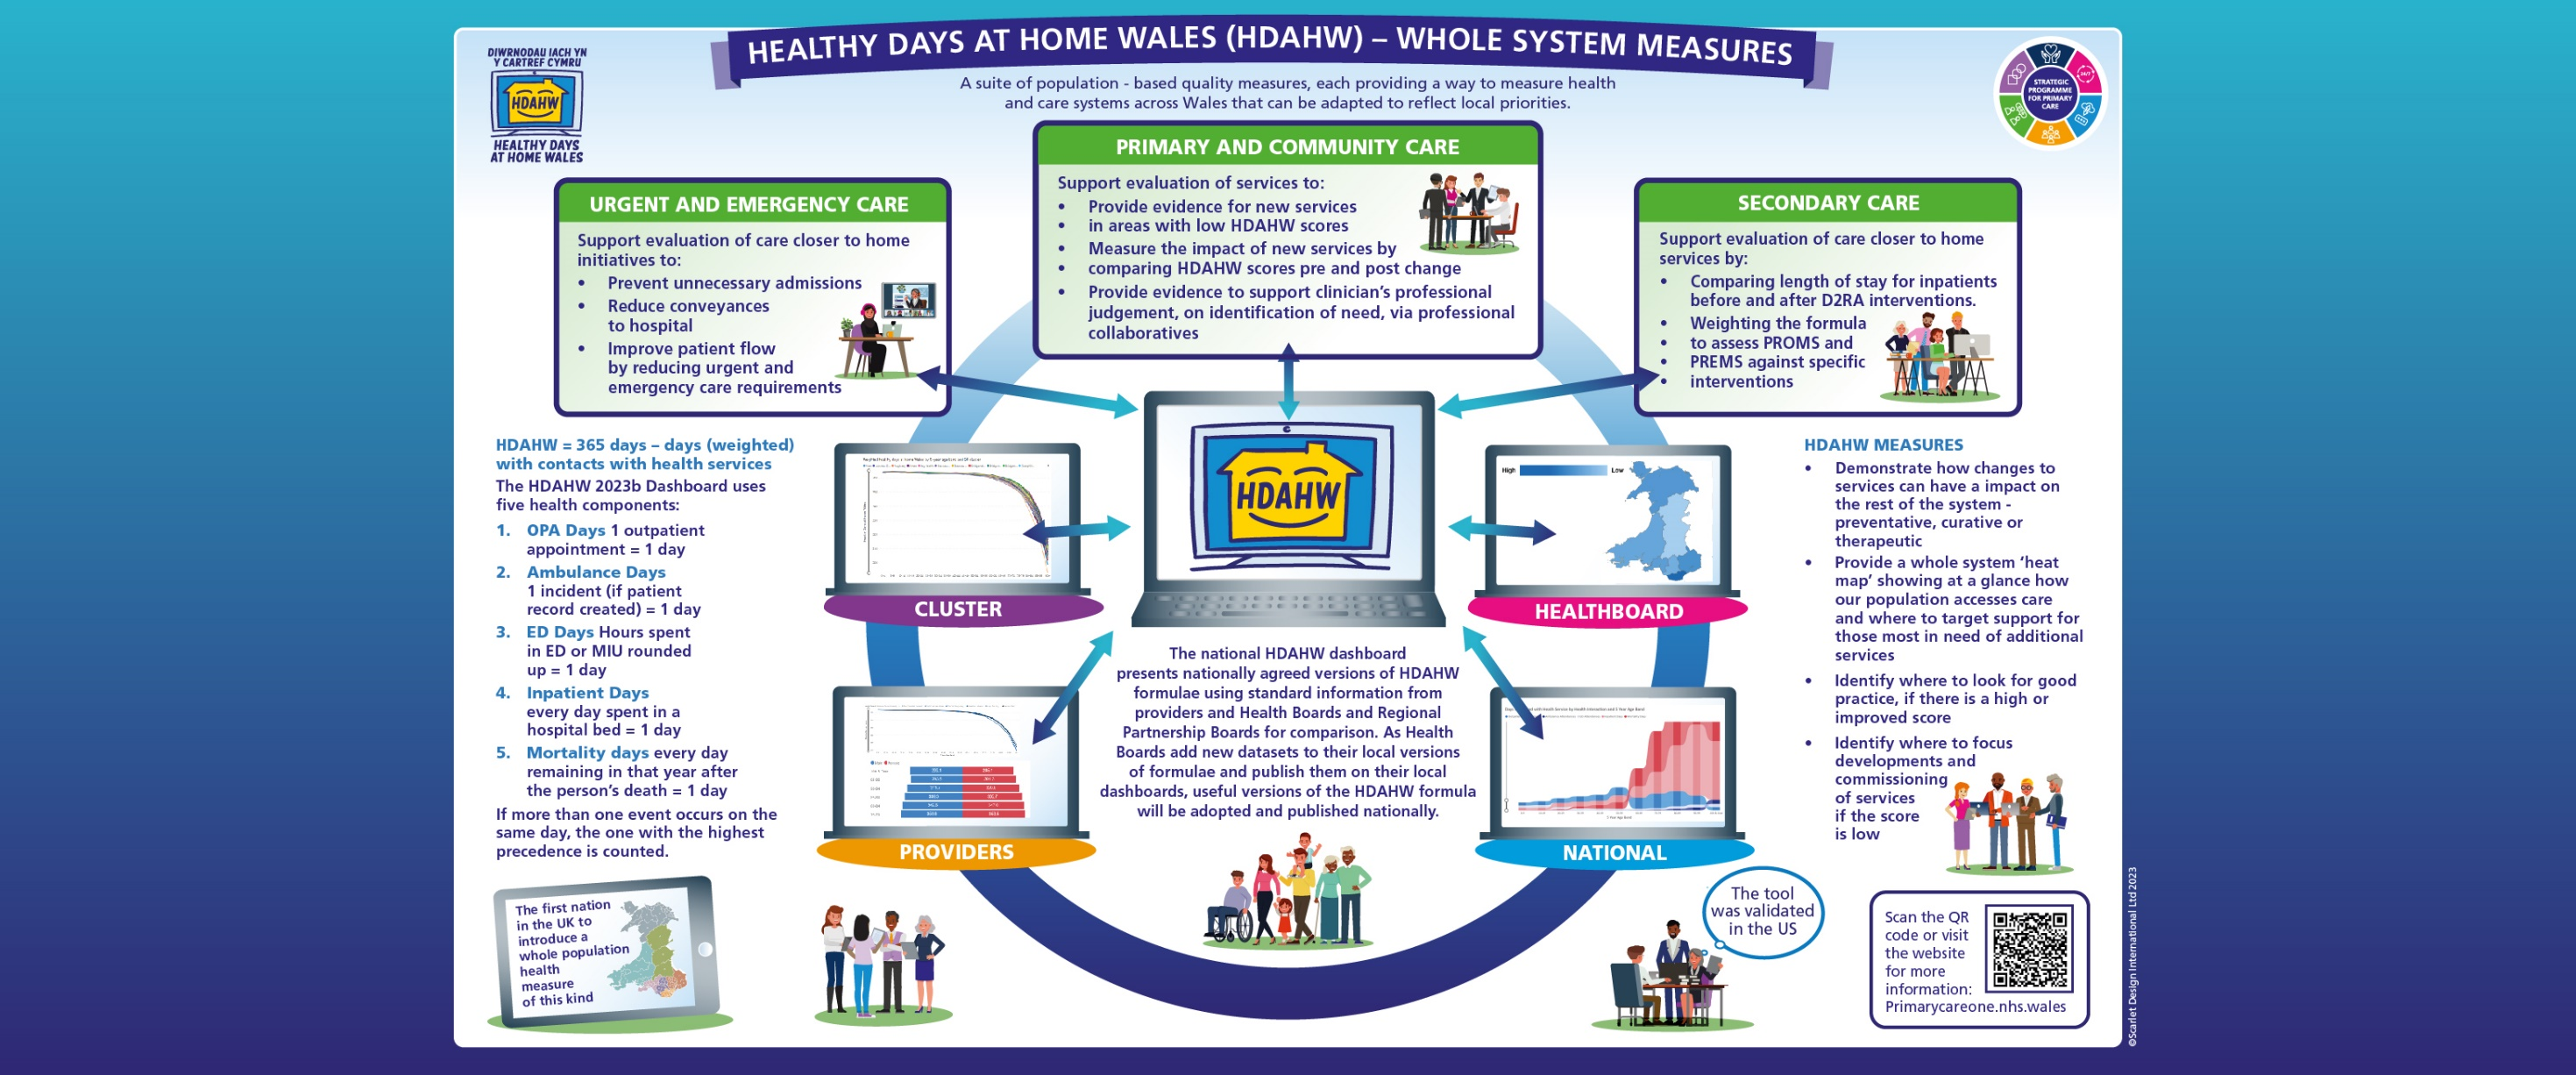 HEALTHY DAYS AT HOME WALES (HDAHW) – WHOLE SYSTEM MEASURES
A suite of population - based quality measures, each providing a way to measure health
and care systems across Wales that can be adapted to reflect local priorities.
DIWRNODAU IACH YN
Y CARTREF CYMRU
HDAHW
HEALTHY DAYS
AT HOME WALES
STRATEGIC
PROGRAMME
FOR PRIMARY
CARE
24/7
URGENT AND EMERGENCY CARE
Support evaluation of care closer to home
initiatives to:
• Prevent unnecessary admissions
• Reduce conveyances
to hospital
• Improve patient flow
by reducing urgent and
emergency care requirements
PRIMARY AND COMMUNITY CARE
Support evaluation of services to:
• Provide evidence for new services
• in areas with low HDAHW scores
• Measure the impact of new services by
• comparing HDAHW scores pre and post change
• Provide evidence to support clinician's professional
judgement, on identification of need, via professional
collaboratives
SECONDARY CARE
Support evaluation of care closer to home
services by:
• Comparing length of stay for inpatients
before and after D2RA interventions.
• Weighting the formula
• to assess PROMS and
• PREMS against specific
• interventions
HDAHW = 365 days – days (weighted)
with contacts with health services
The HDAHW 2023b Dashboard uses
five health components:
1. OPA Days 1 outpatient
appointment = 1 day
2. Ambulance Days
1 incident (if patient
record created) = 1 day
3. ED Days Hours spent
in ED or MIU rounded
up = 1 day
4. Inpatient Days
every day spent in a
hospital bed = 1 day
5. Mortality days every day
remaining in that year after
the person's death = 1 day
If more than one event occurs on the
same day, the one with the highest
precedence is counted.
The first nation
in the UK to
introduce a
whole population
health
measure
of this kind
CLUSTER
PROVIDERS
HDAHW
The national HDAHW dashboard
presents nationally agreed versions of HDAHW
formulae using standard information from
providers and Health Boards and Regional
Partnership Boards for comparison. As Health
Boards add new datasets to their local versions
of formulae and publish them on their local
dashboards, useful versions of the HDAHW formula
will be adopted and published nationally.
High Low
HEALTHBOARD
NATIONAL
The tool
was validated
in the US
HDAHW MEASURES
• Demonstrate how changes to
services can have a impact on
the rest of the system -
preventative, curative or
therapeutic
• Provide a whole system 'heat
map' showing at a glance how
our population accesses care
and where to target support for
those most in need of additional
services
• Identify where to look for good
practice, if there is a high or
improved score
• Identify where to focus
developments and
commissioning
of services
if the score
is low
Scan the QR
code or visit
the website
for more
information:
Primarycareone.nhs.wales
©Scarlet Design International Ltd 2023